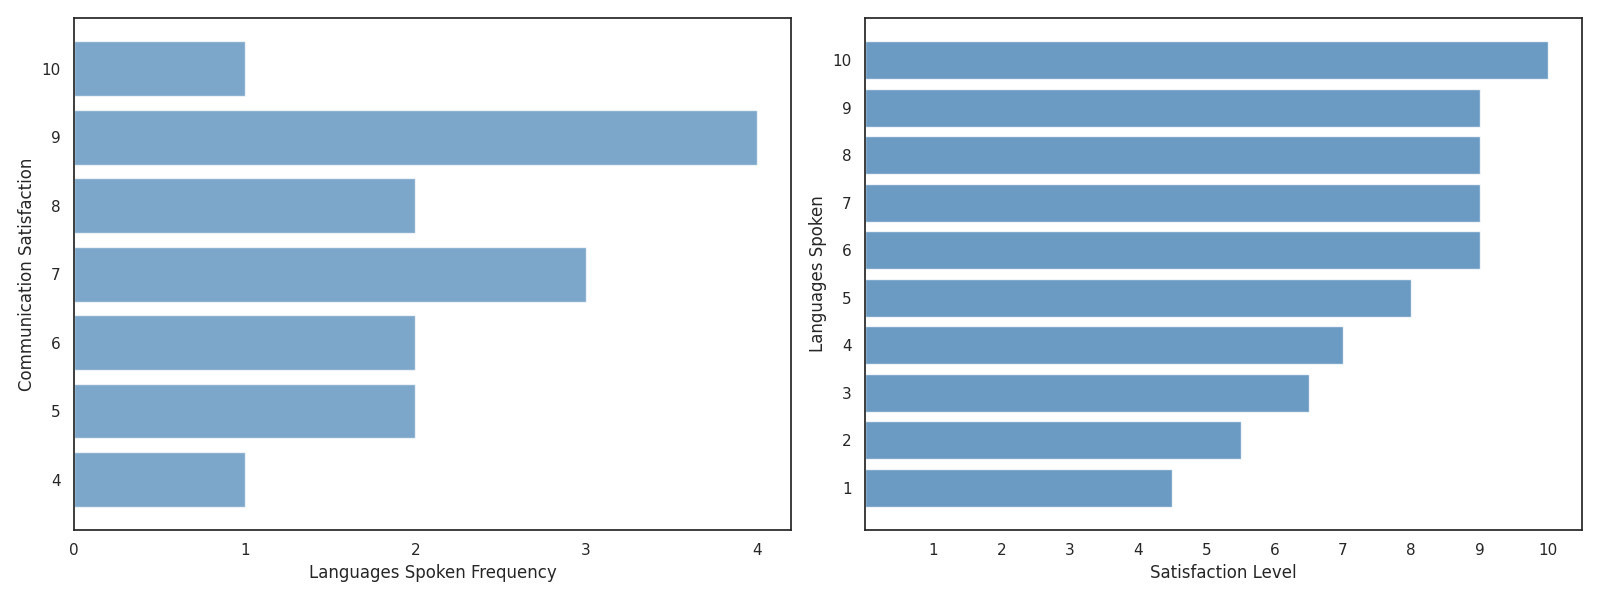 Communication Satisfaction
10
9
8
7
6
5
4
0 1 2 3 4
Languages Spoken Frequency
Languages Spoken
10
9
8
7
6
5
4
3
2
1
1 2 3 4 5 6 7 8 9 10
Satisfaction Level